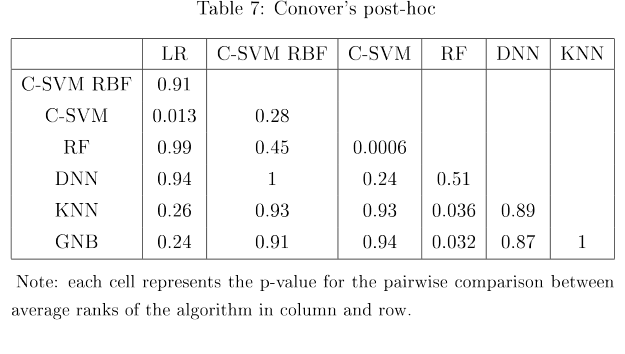 Table 7: Conover's post-hoc
LR C-SVM RBF C-SVM RF DNN KNN
C-SVM RBF 0.91
C-SVM 0.013 0.28
RF 0.99 0.45 0.0006
DNN 0.94 1 0.24 0.51
KNN 0.26 0.93 0.93 0.036 0.89
GNB 0.24 0.91 0.94 0.032 0.87 1
Note: each cell represents the p-value for the pairwise comparison between
average ranks of the algorithm in column and row.